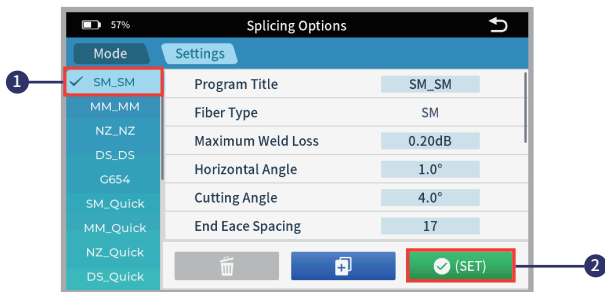 57%
Splicing Options
Mode
Settings
1
SM_SM
MM_MM
NZ_NZ
DS_DS
G654
SM_Quick
MM_Quick
NZ_Quick
DS_Quick
Program Title SM_SM
Fiber Type SM
Maximum Weld Loss 0.20dB
Horizontal Angle 1.0°
Cutting Angle 4.0°
End Eace Spacing 17
(SET)
2